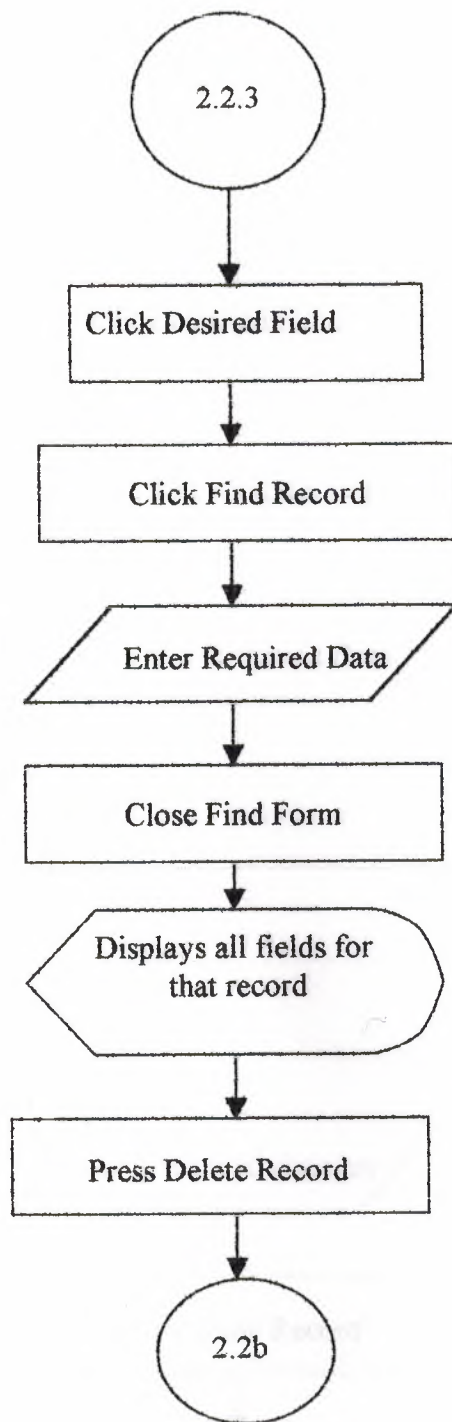 2.2.3
Click Desired Field
Click Find Record
Enter Required Data
Close Find Form
Displays all fields for
that record
Press Delete Record
2.2b